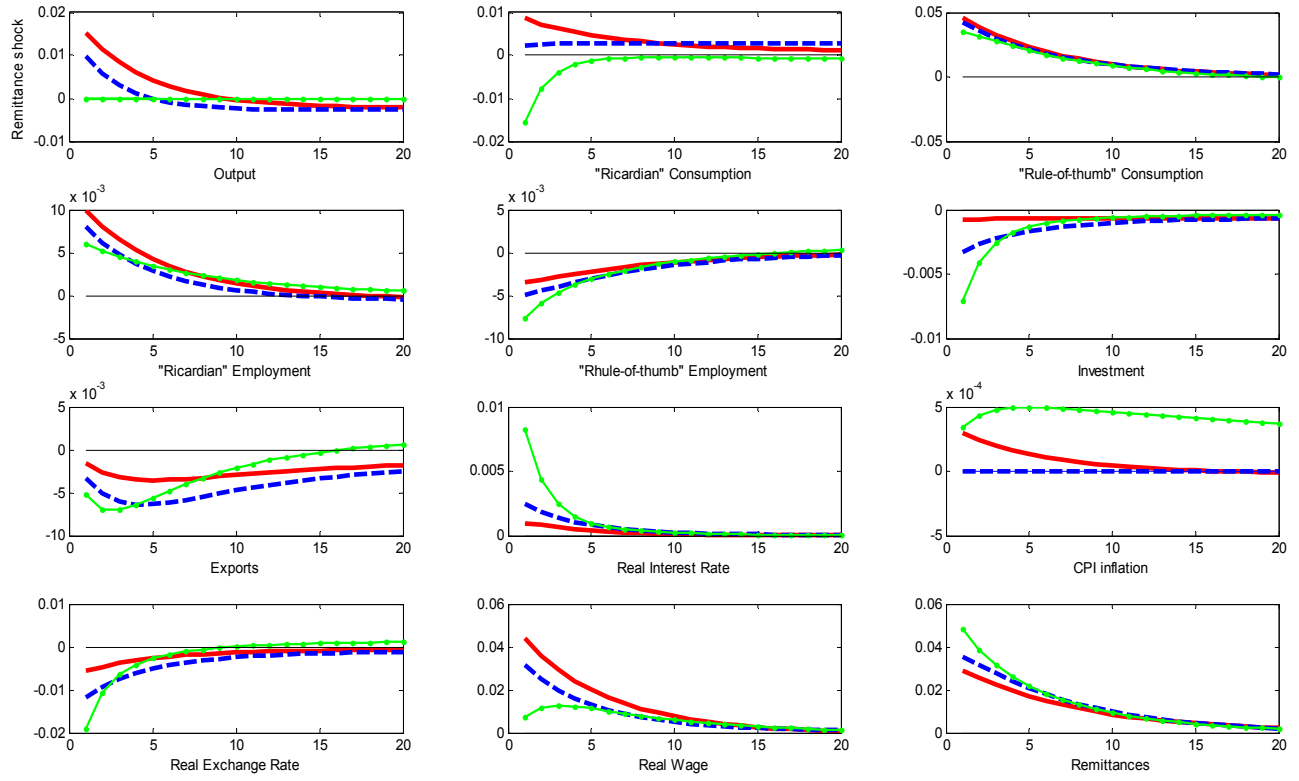 Remittance shock
0.02
0.01
0
-0.01
0 5 10 15 20
Output
0.01
0
-0.01
-0.02
0 5 10 15 20
"Ricardian" Consumption
0.05
0
-0.05
0 5 10 15 20
"Rule-of-thumb" Consumption
x 10-3
10
5
0
-5
0 5 10 15 20
"Ricardian" Employment
x 10-3
5
0
-5
-10
0 5 10 15 20
"Rhule-of-thumb" Employment
0
-0.005
-0.01
0 5 10 15 20
Investment
x 10-3
5
0
-5
-10
0 5 10 15 20
Exports
0.01
0.005
0
0 5 10 15 20
Real Interest Rate
x 10-4
5
0
-5
0 5 10 15 20
CPI inflation
0.01
0
-0.01
-0.02
0 5 10 15 20
Real Exchange Rate
0.06
0.04
0.02
0
0 5 10 15 20
Real Wage
0.06
0.04
0.02
0
0 5 10 15 20
Remittances